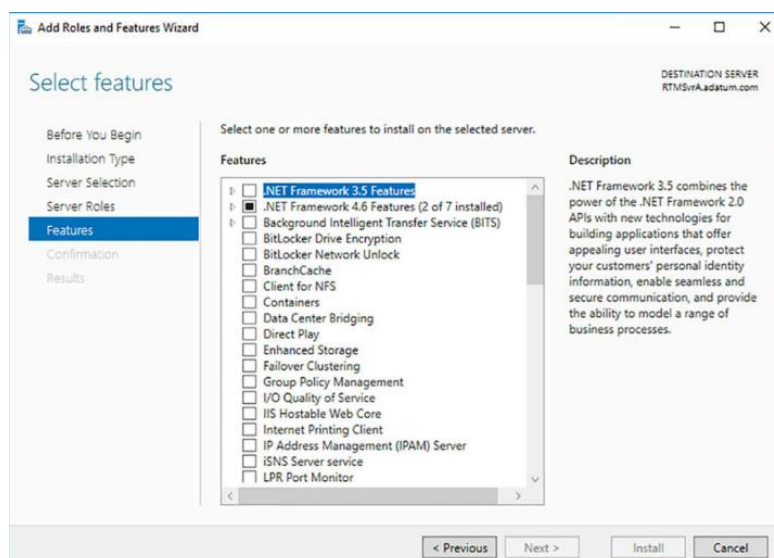 Add Roles and Features Wizard
Select features
DESTINATION SERVER
RTMSvrA.adatum.com
Before You Begin
Installation Type
Server Selection
Server Roles
Features
Confirmation
Results
Select one or more features to install on the selected server.
Features
.NET Framework 3.5 Features
.NET Framework 4.6 Features (2 of 7 installed)
Background Intelligent Transfer Service (BITS)
BitLocker Drive Encryption
BitLocker Network Unlock
BranchCache
Client for NFS
Containers
Data Center Bridging
Direct Play
Enhanced Storage
Failover Clustering
Group Policy Management
I/O Quality of Service
IIS Hostable Web Core
Internet Printing Client
IP Address Management (IPAM) Server
iSNS Server service
LPR Port Monitor
Description
.NET Framework 3.5 combines the
power of the .NET Framework 2.0
APIs with new technologies for
building applications that offer
appealing user interfaces, protect
your customers' personal identity
information, enable seamless and
secure communication, and provide
the ability to model a range of
business processes.
< Previous
Next >
Install
Cancel